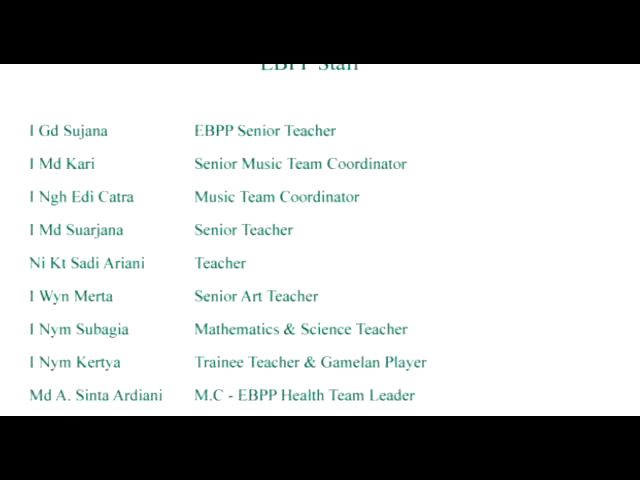 EBPP Staff
I Gd Sujana EBPP Senior Teacher
I Md Kari Senior Music Team Coordinator
I Ngh Edi Catra Music Team Coordinator
I Md Suarjana Senior Teacher
Ni Kt Sadi Ariani Teacher
I Wyn Merta Senior Art Teacher
I Nym Subagia Mathematics & Science Teacher
I Nym Kertya Trainee Teacher & Gamelan Player
Md A. Sinta Ardiani M.C - EBPP Health Team Leader